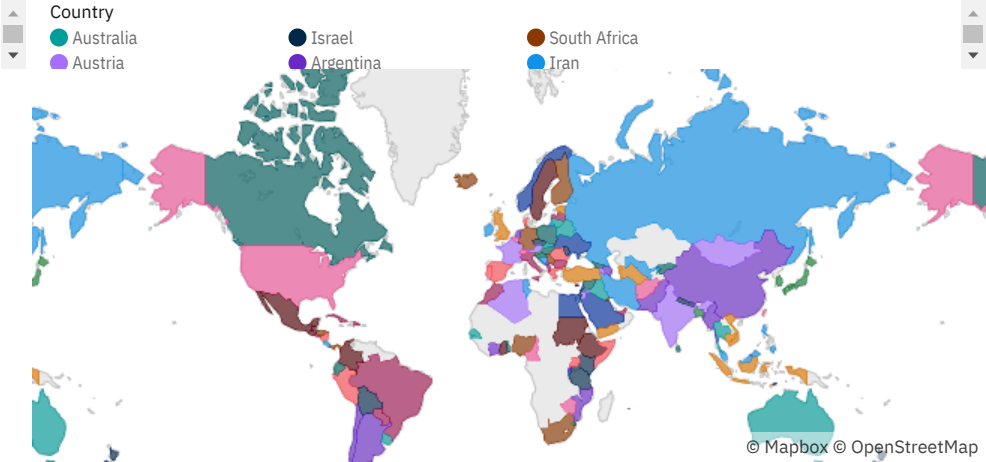 Country
Australia Israel South Africa
Austria Argentina Iran
© Mapbox © OpenStreetMap